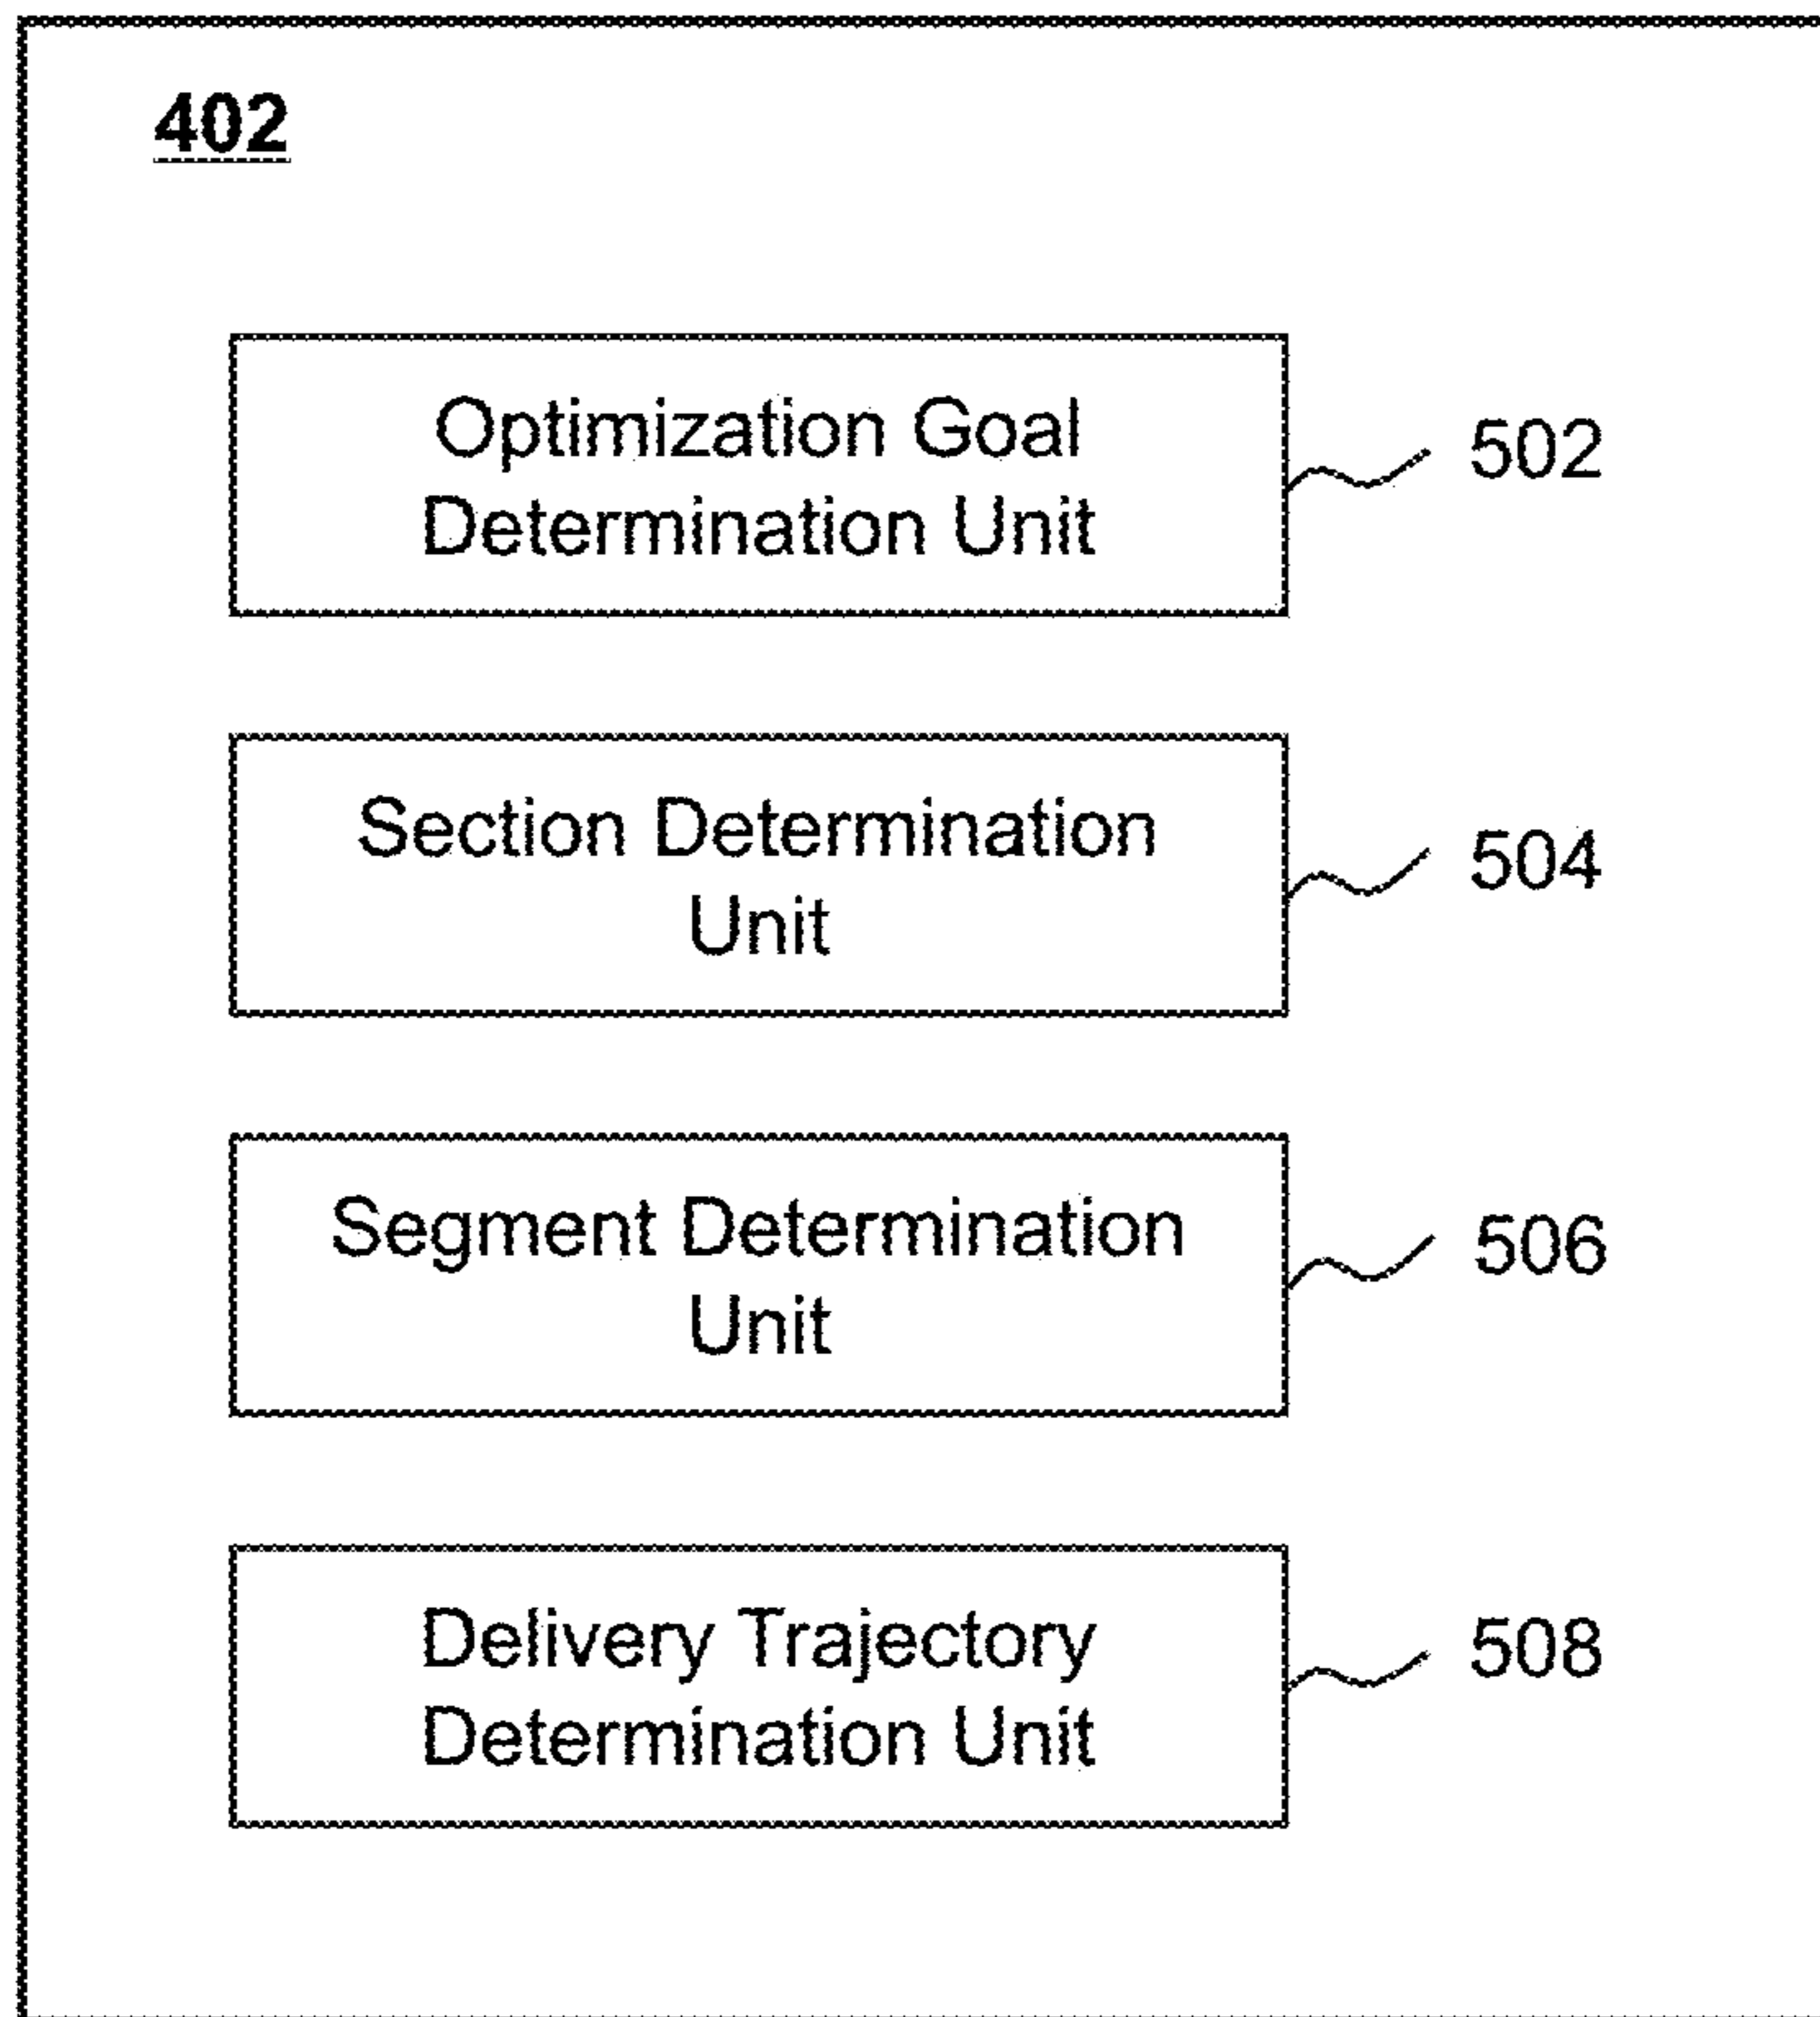 402
Optimization Goal
Determination Unit
502
Section Determination
Unit
504
Segment Determination
Unit
506
Delivery Trajectory
Determination Unit
508